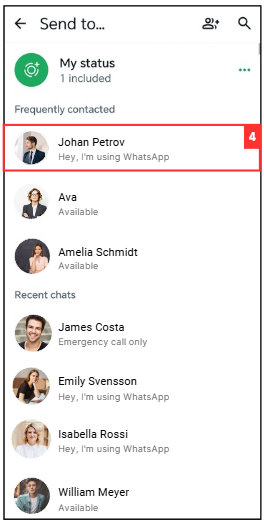 Send to...
My status
1 included
Frequently contacted
4
Johan Petrov
Hey, I'm using WhatsApp
Ava
Available
Amelia Schmidt
Available
Recent chats
James Costa
Emergency call only
Emily Svensson
Hey, I'm using WhatsApp
Isabella Rossi
Hey, I'm using WhatsApp
William Meyer
Available